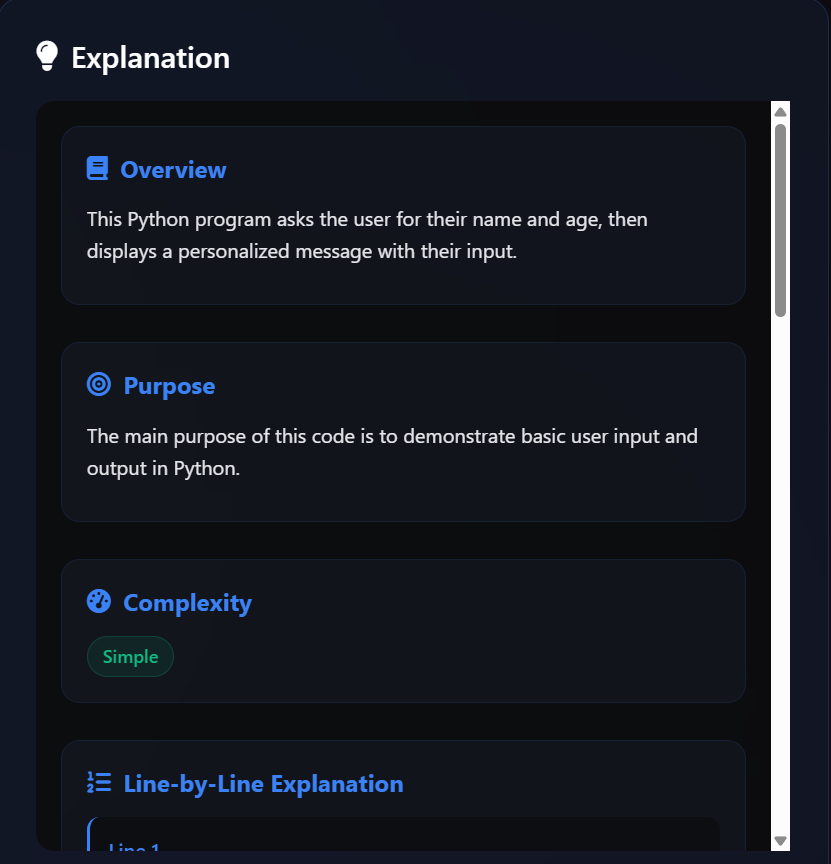 Explanation
Overview
This Python program asks the user for their name and age, then
displays a personalized message with their input.
Purpose
The main purpose of this code is to demonstrate basic user input and
output in Python.
Complexity
Simple
Line-by-Line Explanation
Line 1